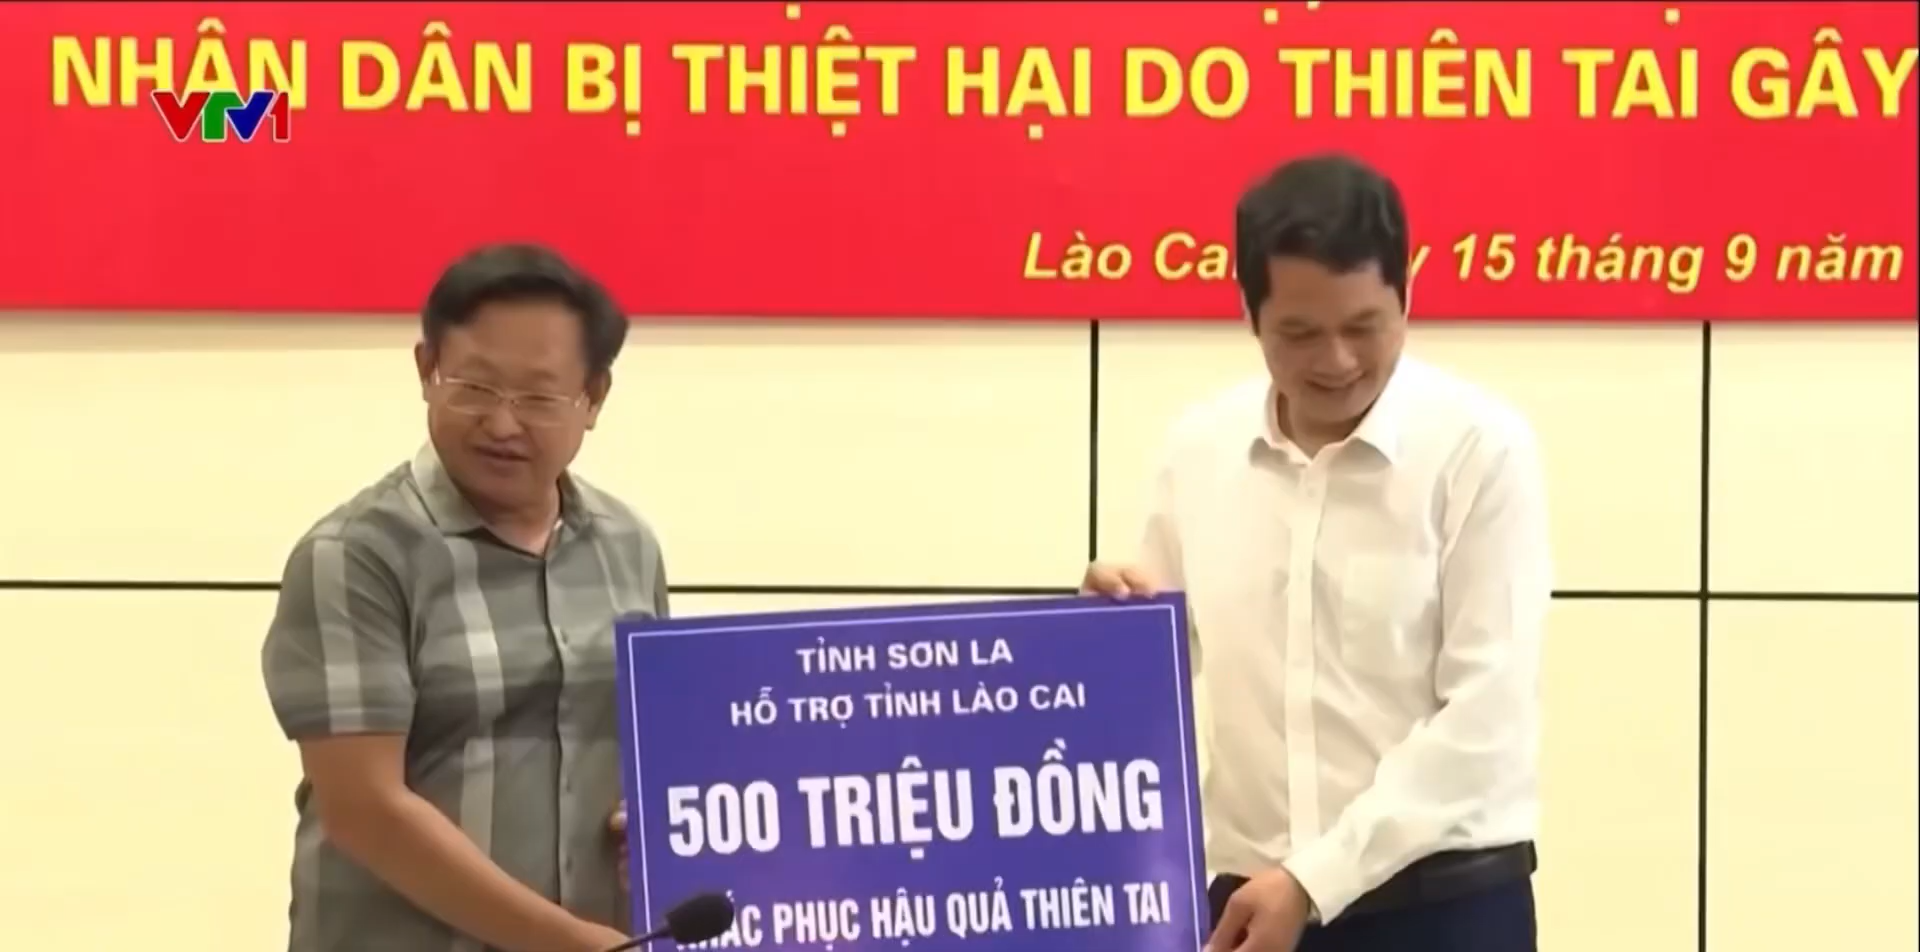 NHÂN DÂN BỊ THIỆT HẠI DO THIÊN TAI GÂY
VTV1
Lào 15 tháng 9 năm
TỈNH SƠN LA
HỖ TRỢ TỈNH LÀO CAI
500 TRIỆU ĐỒNG
PHỤC HẬU QUẢ THIÊN TAI